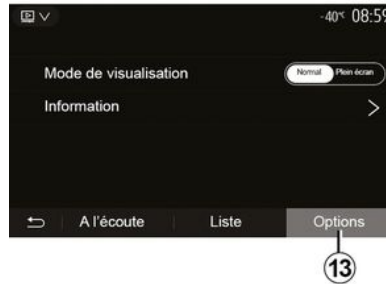 -40°C 08:59
Mode de visualisation Normal Plein écran
Information
A l'écoute Liste Options
13